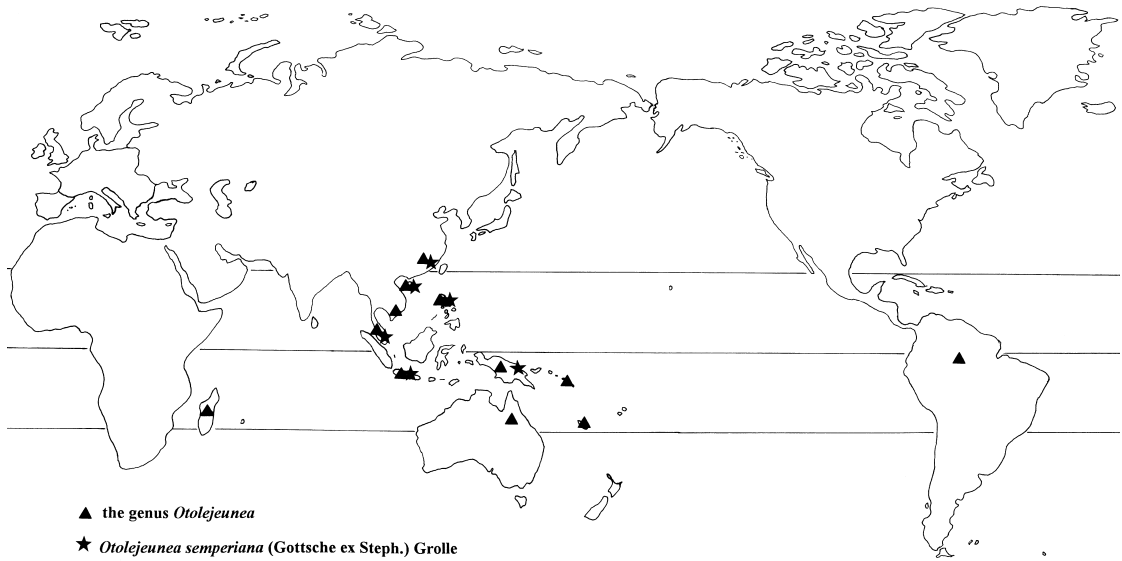 the genus Otolejeunea
Otolejeunea semperiana (Gottsche ex Steph.) Grolle